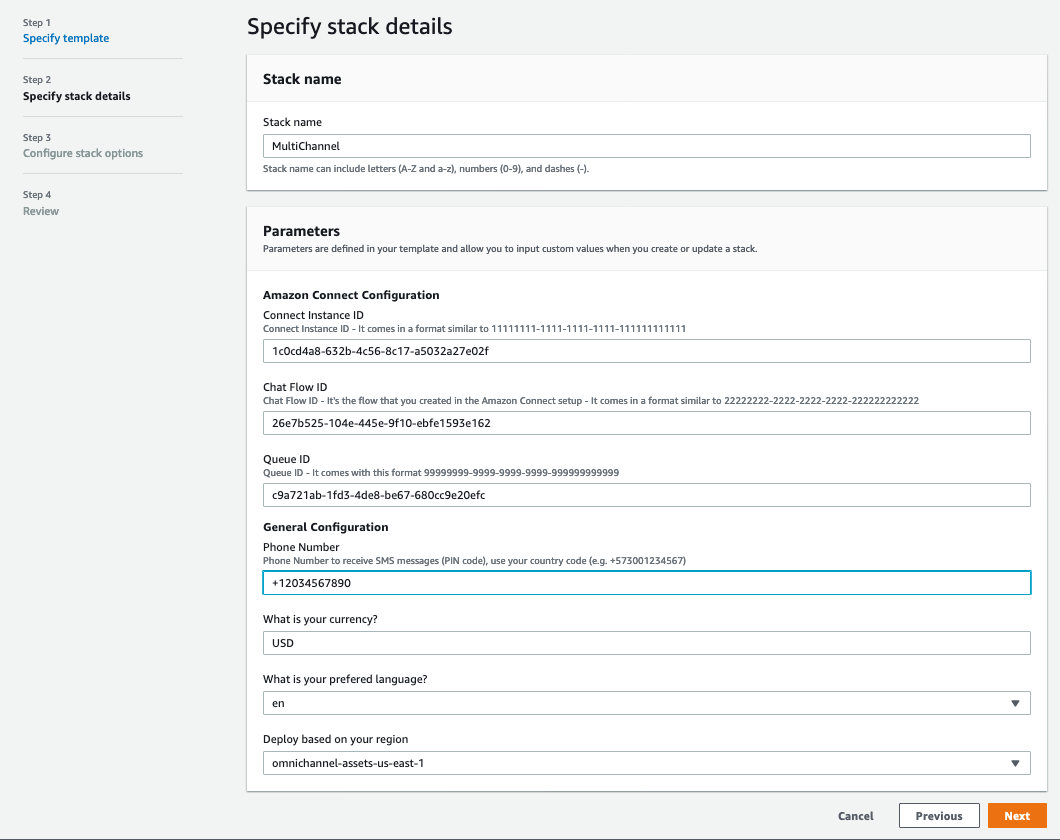 Step 1
Specify template
Step 2
Specify stack details
Step 3
Configure stack options
Step 4
Review
Specify stack details
Stack name
Stack name
MultiChannel
Stack name can include letters (A-Z and a-z), numbers (0-9), and dashes (-).
Parameters
Parameters are defined in your template and allow you to input custom values when you create or update a stack.
Amazon Connect Configuration
Connect Instance ID
Connect Instance ID - It comes in a format similar to 11111111-1111-1111-1111-111111111111
1c0cd4a8-632b-4c56-8c17-a5032a27e02f
Chat Flow ID
Chat Flow ID - It's the flow that you created in the Amazon Connect setup - It comes in a format similar to 22222222-2222-2222-2222-222222222222
26e7b525-104e-445e-9f10-ebfe1593e162
Queue ID
Queue ID - It comes with this format 99999999-9999-9999-9999-999999999999
c9a721ab-1fd3-4de8-be67-680cc9e20efc
General Configuration
Phone Number
Phone Number to receive SMS messages (PIN code), use your country code (e.g. +573001234567)
+12034567890
What is your currency?
USD
What is your prefered language?
en
Deploy based on your region
omnichannel-assets-us-east-1
Cancel
Previous
Next